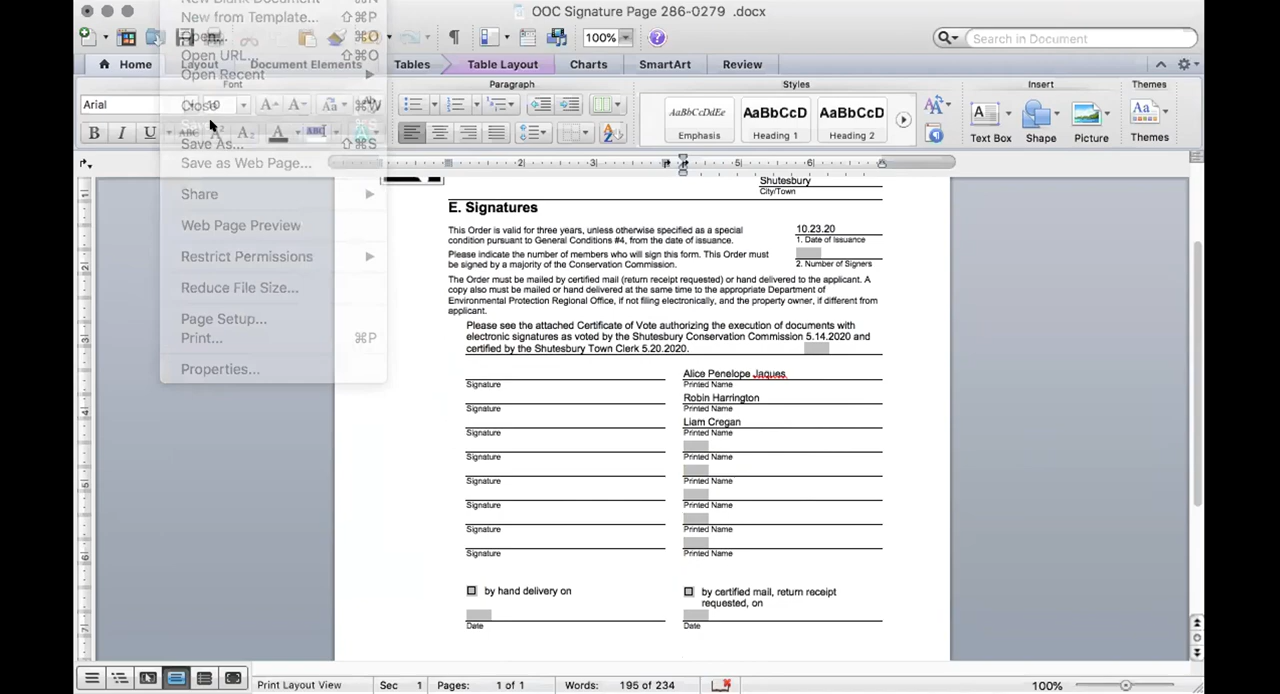 New Blank Document
OOC Signature Page 286-0279 .docx
New from Template... ⇧⌘P
Open... ⌘O
100%
Search in Document
Open URL... ⇧⌘O
Home
Layout
Document Elements
Tables
Table Layout
Charts
SmartArt
Review
Open Recent
Font
Paragraph
Styles
Insert
Themes
Arial
10
Close ⌘W
AaBbCcDdEe
AaBbCcD
AaBbCcD
Emphasis
Heading 1
Heading 2
Text Box
Shape
Picture
Themes
Save ⌘S
Save As... ⇧⌘S
Save as Web Page...
Share
Web Page Preview
Restrict Permissions
Reduce File Size...
Page Setup...
Print... ⌘P
Properties...
2 3 5 6
Shutesbury
City/Town
E. Signatures
This Order is valid for three years, unless otherwise specified as a special
condition pursuant to General Conditions #4, from the date of issuance.
10.23.20
1. Date of Issuance
Please indicate the number of members who will sign this form. This Order must
be signed by a majority of the Conservation Commission.
2. Number of Signers
The Order must be mailed by certified mail (return receipt requested) or hand delivered to the applicant. A
copy also must be mailed or hand delivered at the same time to the appropriate Department of
Environmental Protection Regional Office, if not filing electronically, and the property owner, if different from
applicant.
Please see the attached Certificate of Vote authorizing the execution of documents with
electronic signatures as voted by the Shutesbury Conservation Commission 5.14.2020 and
certified by the Shutesbury Town Clerk 5.20.2020.
Alice Penelope Jaques
Signature
Printed Name
Robin Harrington
Signature
Printed Name
Liam Cregan
Signature
Printed Name
Signature
Printed Name
Signature
Printed Name
Signature
Printed Name
Signature
Printed Name
Signature
Printed Name
by hand delivery on
by certified mail, return receipt
requested, on
Date
Date
Print Layout View
Sec 1
Pages: 1 of 1
Words: 195 of 234
100%